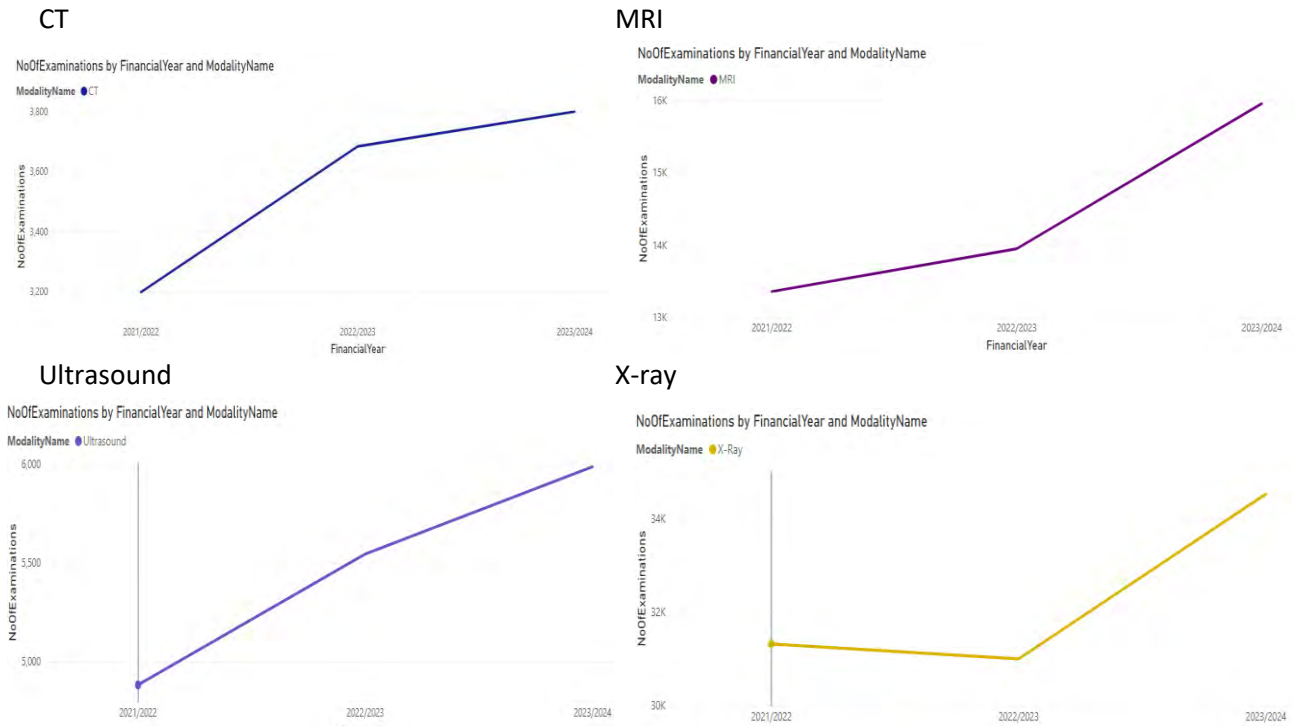 CT
NoOfExaminations by FinancialYear and ModalityName
ModalityName CT
NoOfExaminations
3,800
3,600
3,400
3,200
2021/2022 2022/2023 2023/2024
FinancialYear
MRI
NoOfExaminations by FinancialYear and ModalityName
ModalityName MRI
NoOfExaminations
16K
15K
14K
13K
2021/2022 2022/2023 2023/2024
FinancialYear
Ultrasound
NoOfExaminations by FinancialYear and ModalityName
ModalityName Ultrasound
NoOfExaminations
6,000
5,500
5,000
2021/2022 2022/2023 2023/2024
X-ray
NoOfExaminations by FinancialYear and ModalityName
ModalityName X-Ray
NoOfExaminations
34K
32K
30K
2021/2022 2022/2023 2023/2024